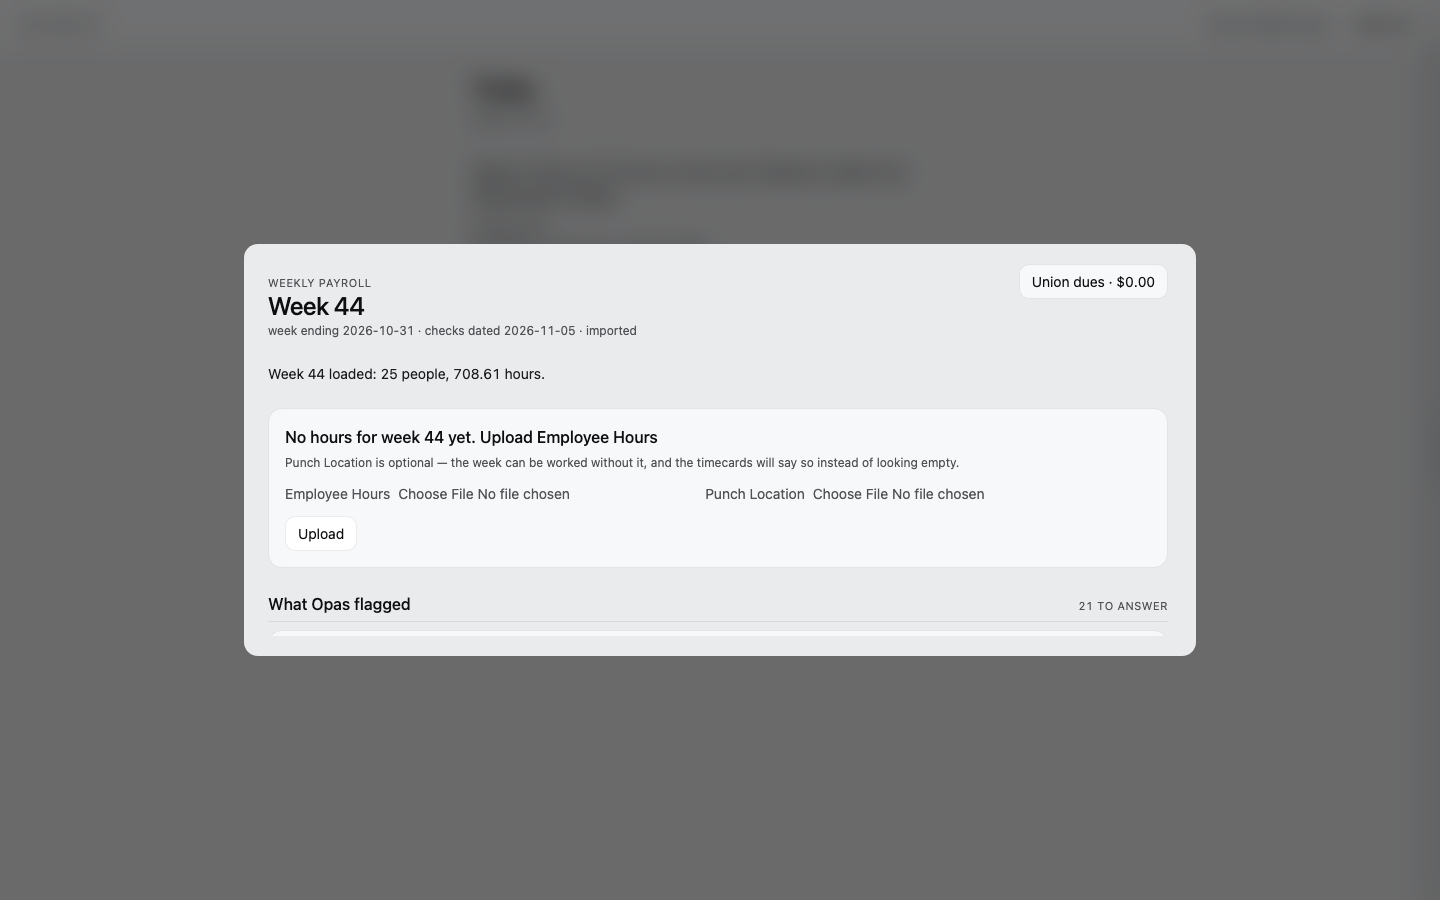 WEEKLY PAYROLL
Union dues · $0.00
Week 44
week ending 2026-10-31 · checks dated 2026-11-05 · imported
Week 44 loaded: 25 people, 708.61 hours.
No hours for week 44 yet. Upload Employee Hours
Punch Location is optional — the week can be worked without it, and the timecards will say so instead of looking empty.
Employee Hours Choose File No file chosen
Punch Location Choose File No file chosen
Upload
What Opas flagged
21 TO ANSWER